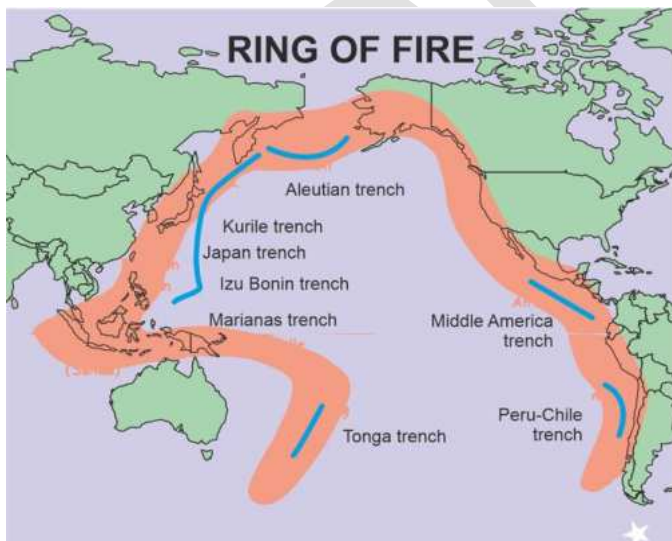 RING OF FIRE
Aleutian trench
Kurile trench
Japan trench
Izu Bonin trench
Marianas trench
Middle America
trench
Peru-Chile
trench
Tonga trench